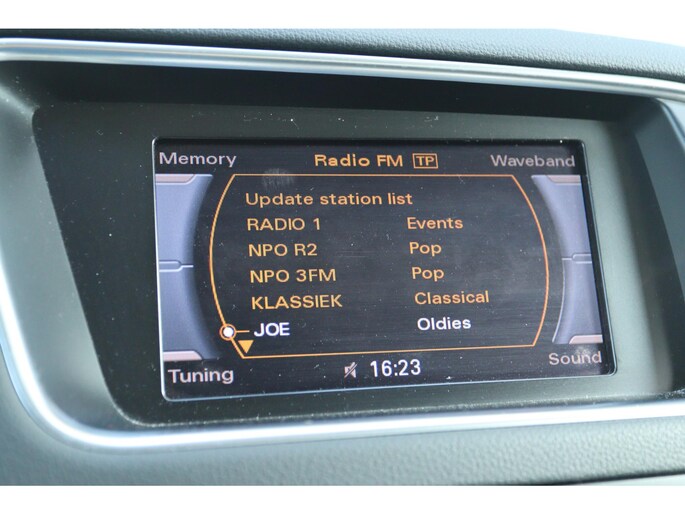 Memory Radio FM TP Waveband
Update station list
RADIO 1 Events
NPO R2 Pop
NPO 3FM Pop
KLASSIEK Classical
JOE Oldies
Tuning 16:23 Sound